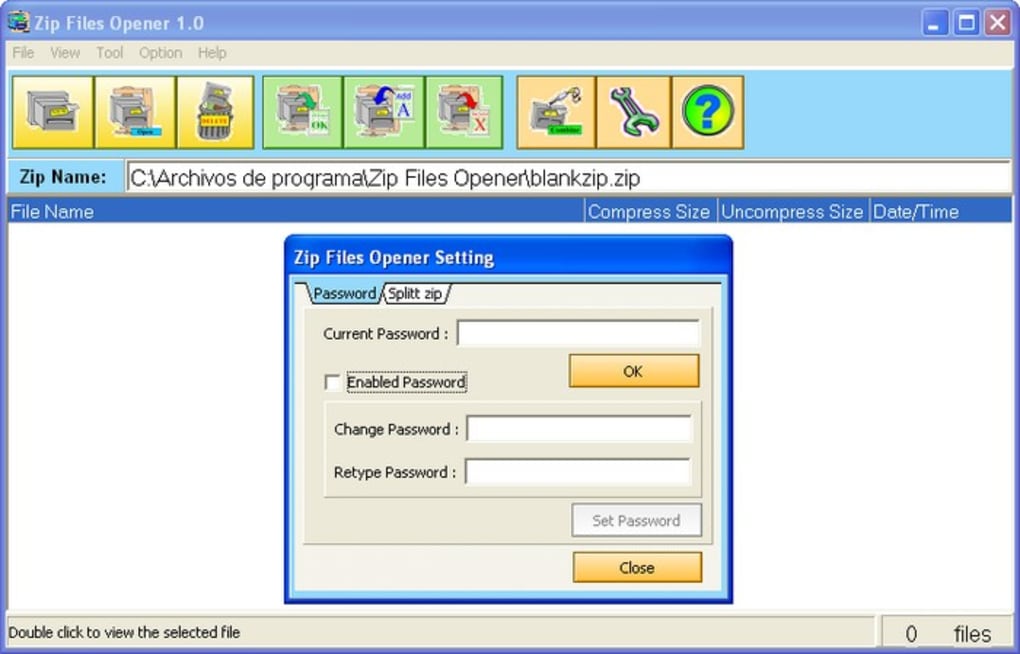 Zip Files Opener 1.0
File View Tool Option Help
Open DELETE OK Add A X Combine ?
Zip Name: C:\Archivos de programa\Zip Files Opener\blankzip.zip
File Name Compress Size Uncompress Size Date/Time
Zip Files Opener Setting
Password Splitt zip
Current Password :
OK
Enabled Password
Change Password :
Retype Password :
Set Password
Close
Double click to view the selected file 0 files